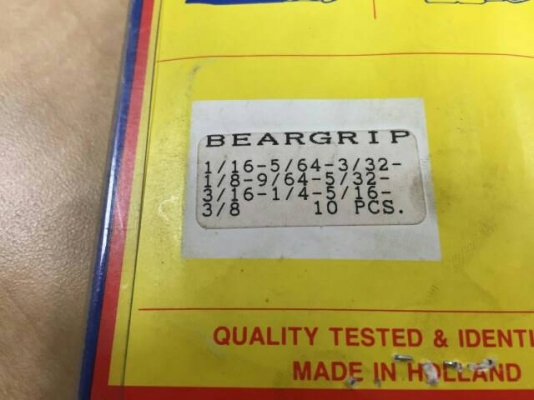 BEARGRIP
1/16-5/64-3/32-
1/8-9/64-5/32-
3/16-1/4-5/16-
3/8 10 PCS.
QUALITY TESTED & IDENTI
MADE IN HOLLAND